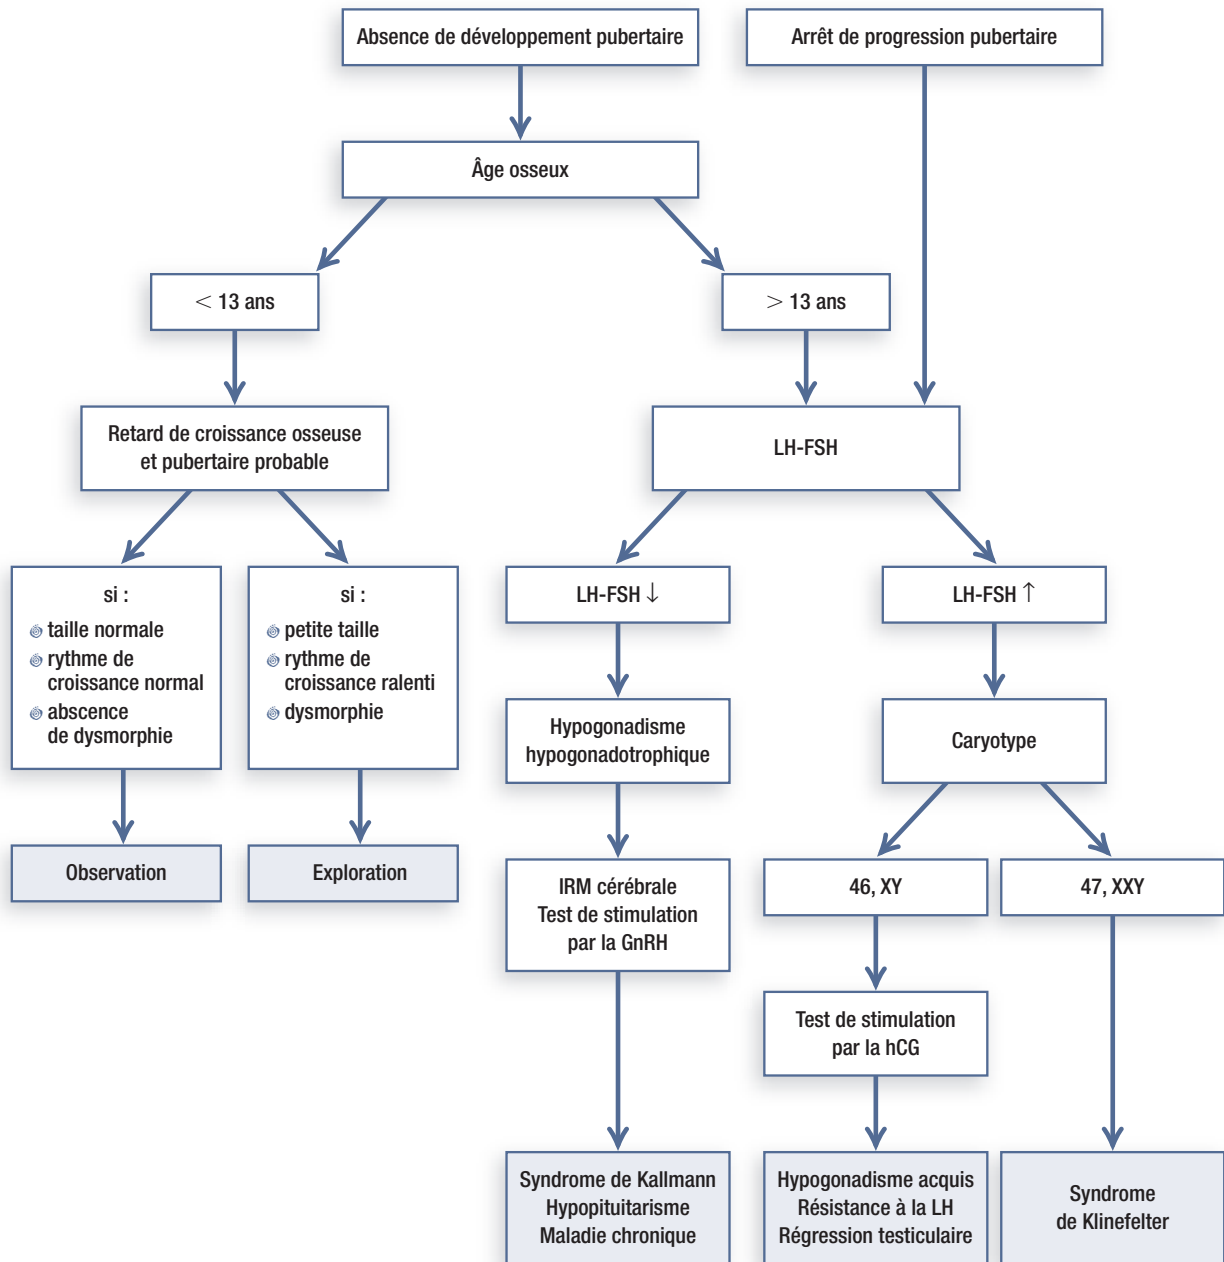 Absence de développement pubertaire
Arrêt de progression pubertaire
Âge osseux
< 13 ans
> 13 ans
Retard de croissance osseuse
et pubertaire probable
LH-FSH
si :
taille normale
rythme de
croissance normal
abscence
de dysmorphie
si :
petite taille
rythme de
croissance ralenti
dysmorphie
LH-FSH ↓
LH-FSH ↑
Hypogonadisme
hypogonadotrophique
Caryotype
Observation
Exploration
IRM cérébrale
Test de stimulation
par la GnRH
46, XY
47, XXY
Test de stimulation
par la hCG
Syndrome de Kallmann
Hypopituitarisme
Maladie chronique
Hypogonadisme acquis
Résistance à la LH
Régression testiculaire
Syndrome
de Klinefelter